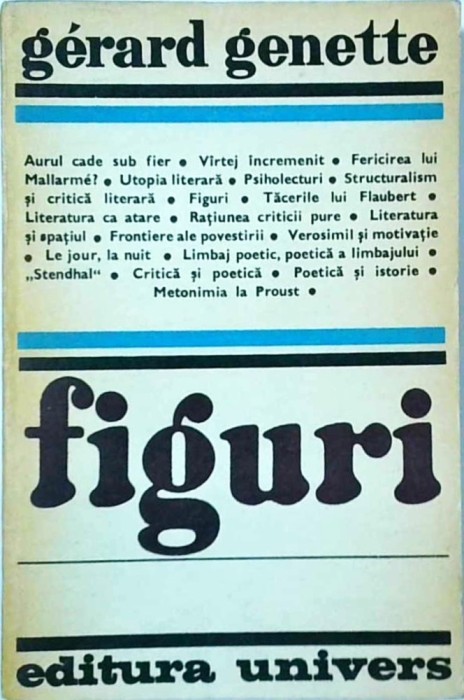 gérard genette
Aurul cade sub fier • Vîrtej încremenit • Fericirea lui
Mallarmé? • Utopia literară • Psiholecturi • Structuralism
și critică literară • Figuri • Tăcerile lui Flaubert •
Literatura ca atare • Rațiunea criticii pure • Literatura
și spațiul • Frontiere ale povestirii • Verosimil și motivație
• Le jour, la nuit • Limbaj poetic, poetică a limbajului •
„Stendhal“ • Critică și poetică • Poetică și istorie •
Metonimia la Proust •
figuri
editura univers